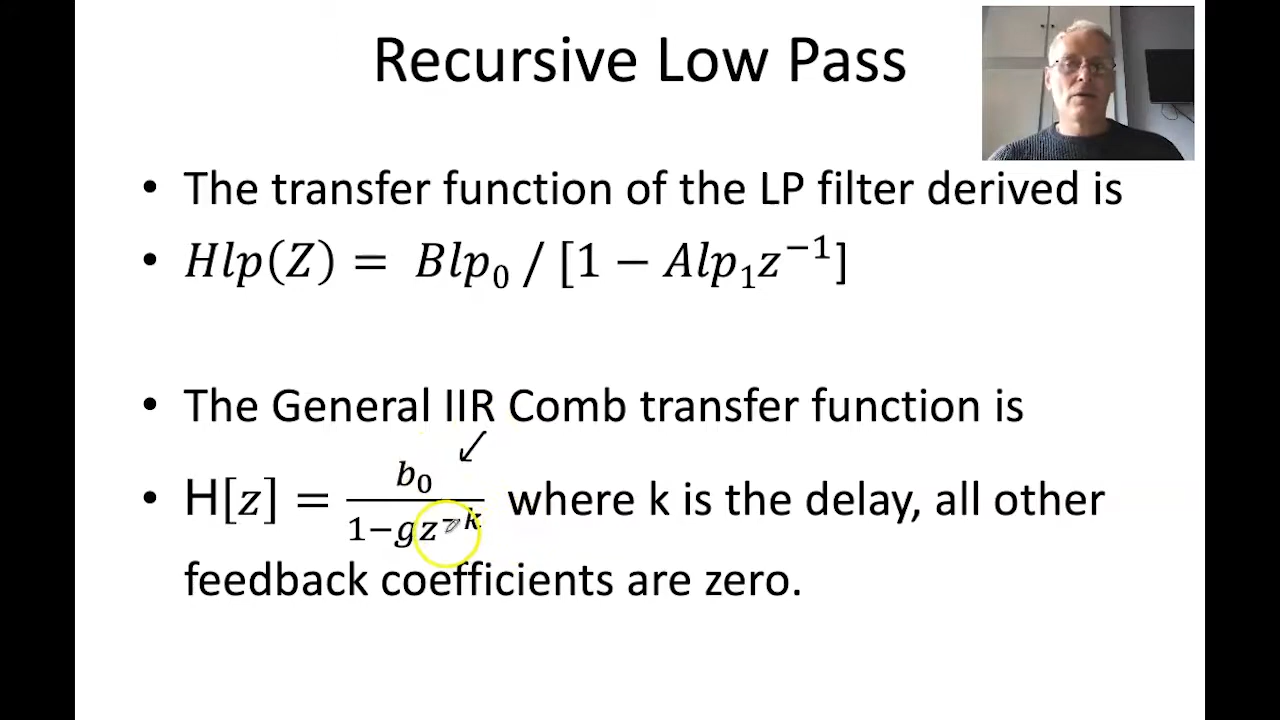 Recursive Low Pass
• The transfer function of the LP filter derived is
• Hlp(Z) = Blp₀ / [1 − Alp₁z⁻¹]
• The General IIR Comb transfer function is
• H[z] = b₀ / (1−gz⁻ᵏ) where k is the delay, all other
feedback coefficients are zero.